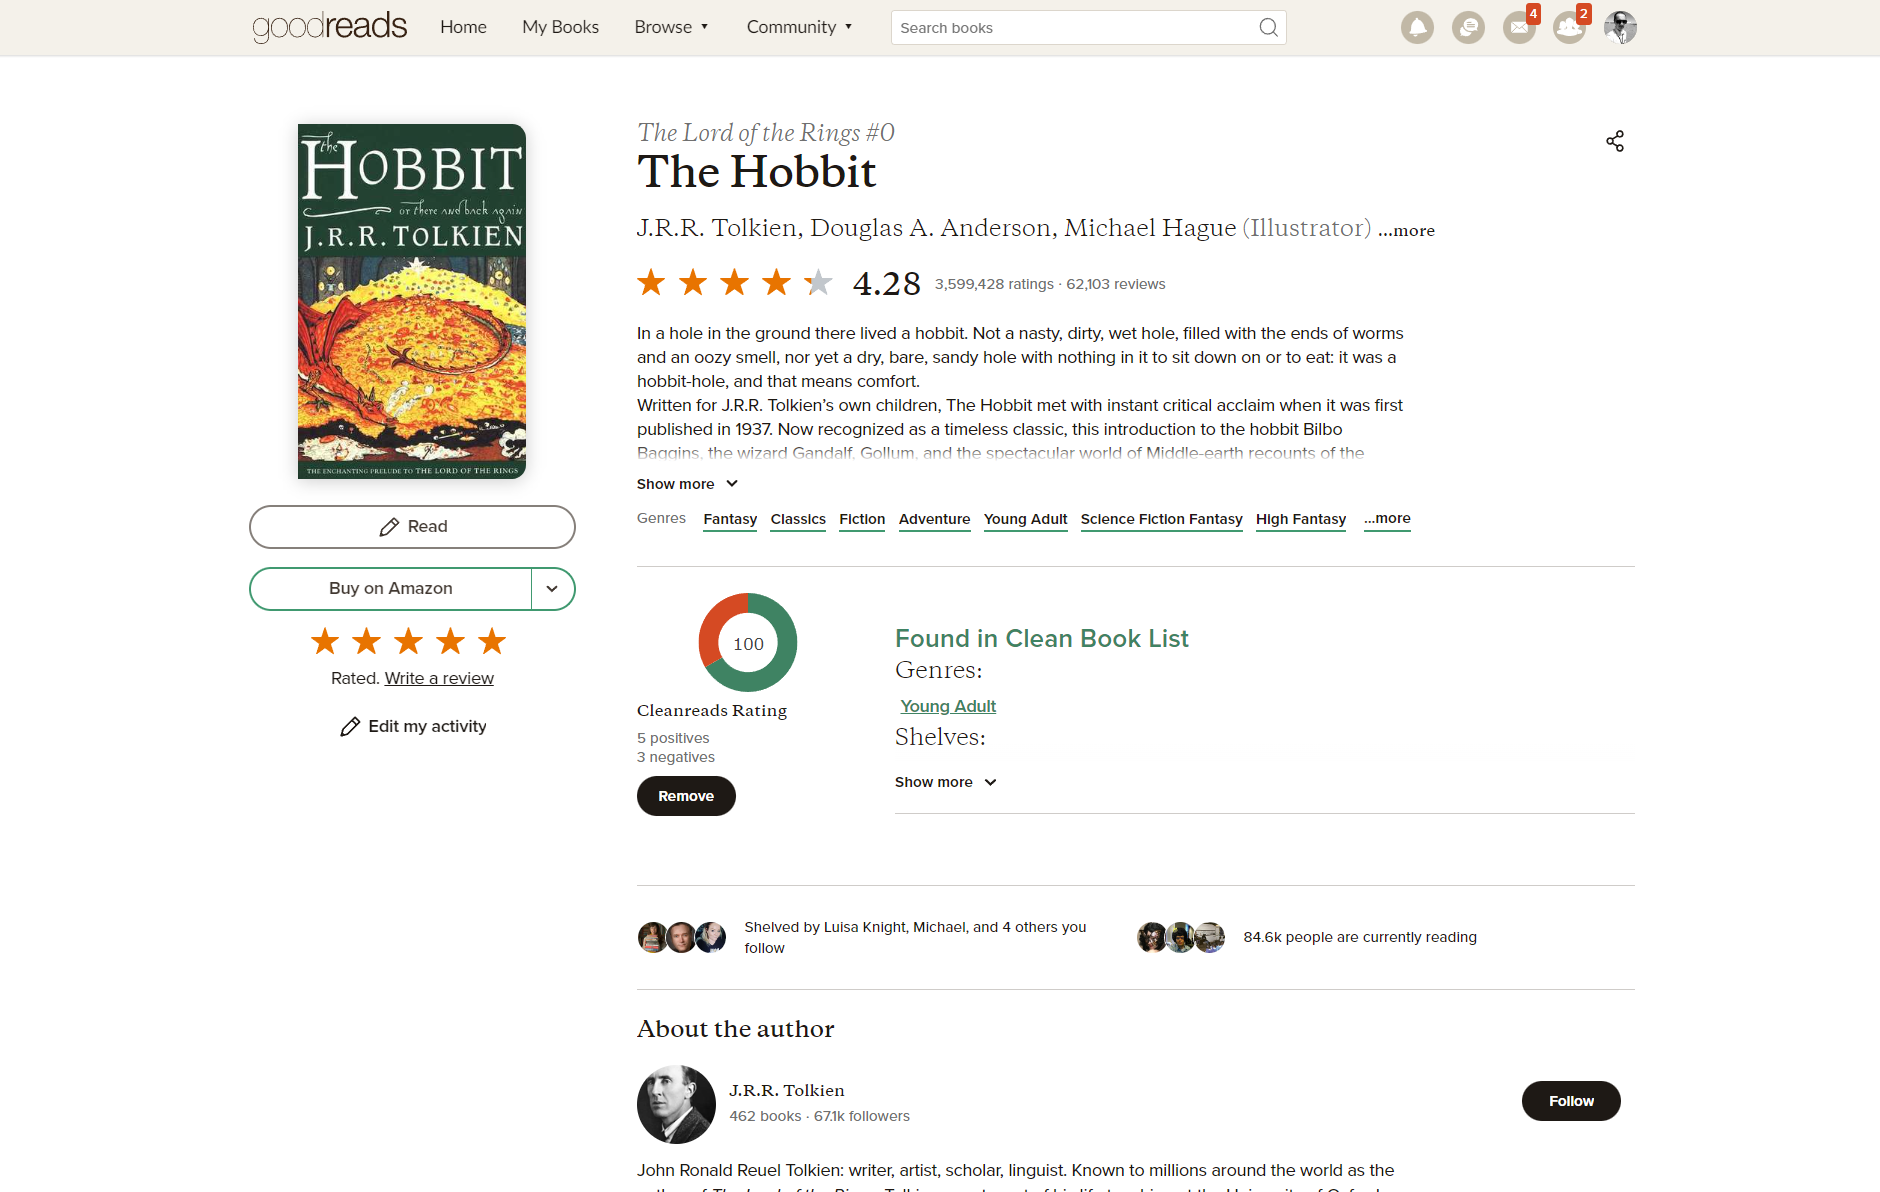 goodreads Home My Books Browse ▼ Community ▼ Search books 4 2
The Hobbit
or there and back again
J.R.R. TOLKIEN
THE ENCHANTING PRELUDE TO THE LORD OF THE RINGS
Read
Buy on Amazon
Rated. Write a review
Edit my activity
The Lord of the Rings #0
The Hobbit
J.R.R. Tolkien, Douglas A. Anderson, Michael Hague (Illustrator) ...more
4.28 3,599,428 ratings · 62,103 reviews
In a hole in the ground there lived a hobbit. Not a nasty, dirty, wet hole, filled with the ends of worms
and an oozy smell, nor yet a dry, bare, sandy hole with nothing in it to sit down on or to eat: it was a
hobbit-hole, and that means comfort.
Written for J.R.R. Tolkien’s own children, The Hobbit met with instant critical acclaim when it was first
published in 1937. Now recognized as a timeless classic, this introduction to the hobbit Bilbo
Baggins, the wizard Gandalf, Gollum, and the spectacular world of Middle-earth recounts of the
Show more
Genres Fantasy Classics Fiction Adventure Young Adult Science Fiction Fantasy High Fantasy ...more
100
Cleanreads Rating
5 positives
3 negatives
Remove
Found in Clean Book List
Genres:
Young Adult
Shelves:
Show more
Shelved by Luisa Knight, Michael, and 4 others you
follow
84.6k people are currently reading
About the author
J.R.R. Tolkien
462 books · 67.1k followers
Follow
John Ronald Reuel Tolkien: writer, artist, scholar, linguist. Known to millions around the world as the